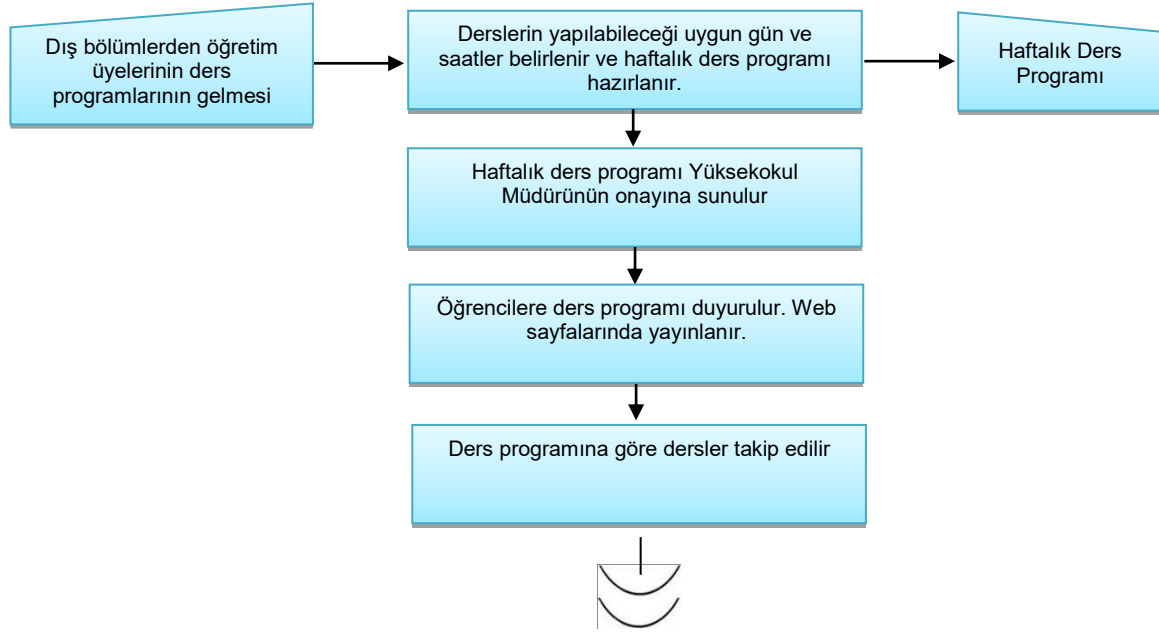 Dış bölümlerden öğretim
üyelerinin ders
programlarının gelmesi
Derslerin yapılabileceği uygun gün ve
saatler belirlenir ve haftalık ders programı
hazırlanır.
Haftalık Ders
Programı
Haftalık ders programı Yüksekokul
Müdürünün onayına sunulur
Öğrencilere ders programı duyurulur. Web
sayfalarında yayınlanır.
Ders programına göre dersler takip edilir